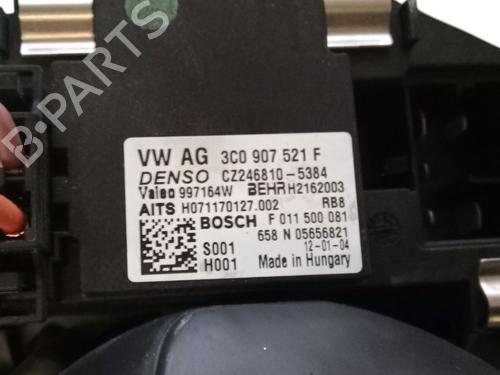 VW AG 3C0 907 521 F
DENSO CZ246810-5384
Valeo 997164W BEHR H2162003
AITS H071170127.002 RB8
BOSCH F 011 500 081
658 N 05656821
S001 12-01-04
H001 Made in Hungary
B-PARTS